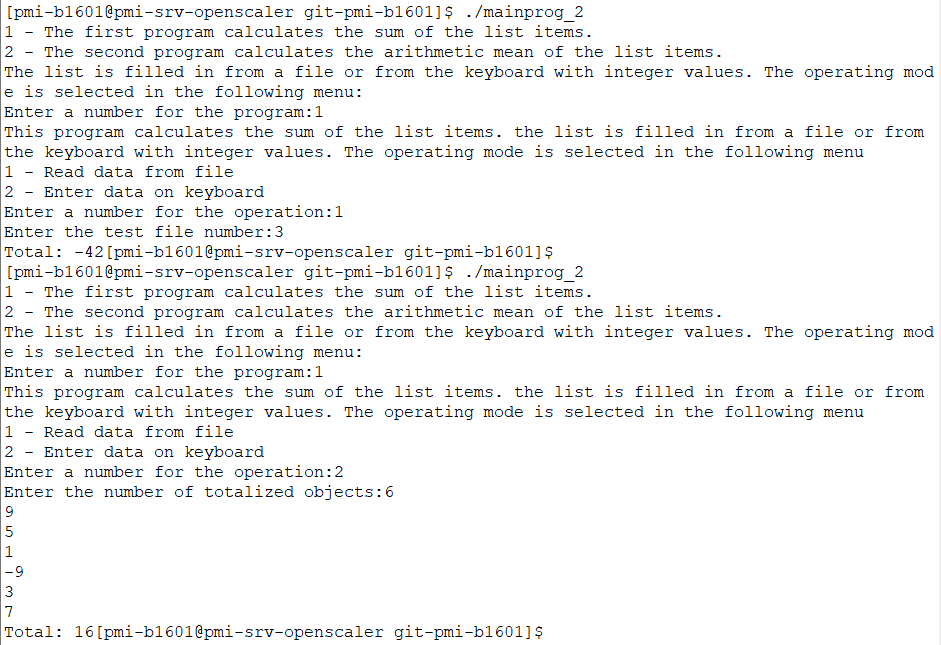 [pmi-b1601@pmi-srv-openscaler git-pmi-b1601]$ ./mainprog_2
1 - The first program calculates the sum of the list items.
2 - The second program calculates the arithmetic mean of the list items.
The list is filled in from a file or from the keyboard with integer values. The operating mod
e is selected in the following menu:
Enter a number for the program:1
This program calculates the sum of the list items. the list is filled in from a file or from
the keyboard with integer values. The operating mode is selected in the following menu
1 - Read data from file
2 - Enter data on keyboard
Enter a number for the operation:1
Enter the test file number:3
Total: -42[pmi-b1601@pmi-srv-openscaler git-pmi-b1601]$
[pmi-b1601@pmi-srv-openscaler git-pmi-b1601]$ ./mainprog_2
1 - The first program calculates the sum of the list items.
2 - The second program calculates the arithmetic mean of the list items.
The list is filled in from a file or from the keyboard with integer values. The operating mod
e is selected in the following menu:
Enter a number for the program:1
This program calculates the sum of the list items. the list is filled in from a file or from
the keyboard with integer values. The operating mode is selected in the following menu
1 - Read data from file
2 - Enter data on keyboard
Enter a number for the operation:2
Enter the number of totalized objects:6
9
5
1
-9
3
7
Total: 16[pmi-b1601@pmi-srv-openscaler git-pmi-b1601]$